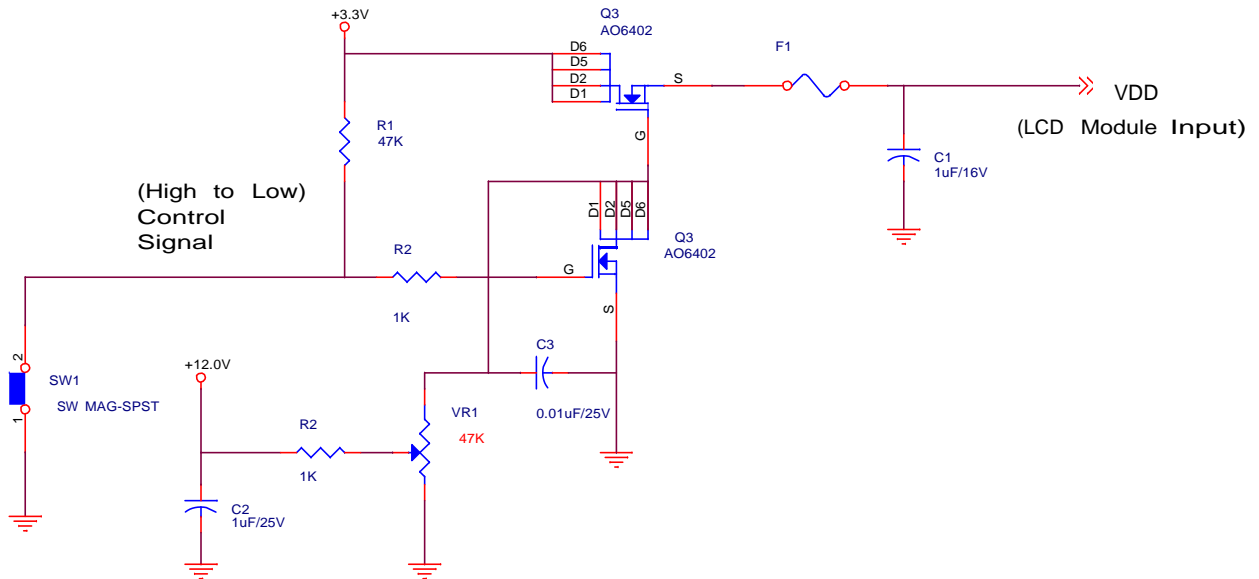 +3.3V
Q3
AO6402
D6
D5
D2
D1
S
G
F1
VDD
(LCD Module Input)
C1
1uF/16V
R1
47K
(High to Low)
Control
Signal
D1
D2
D5
D6
Q3
AO6402
G
S
R2
1K
C3
0.01uF/25V
2
1
SW1
SW MAG-SPST
+12.0V
R2
1K
VR1
47K
C2
1uF/25V